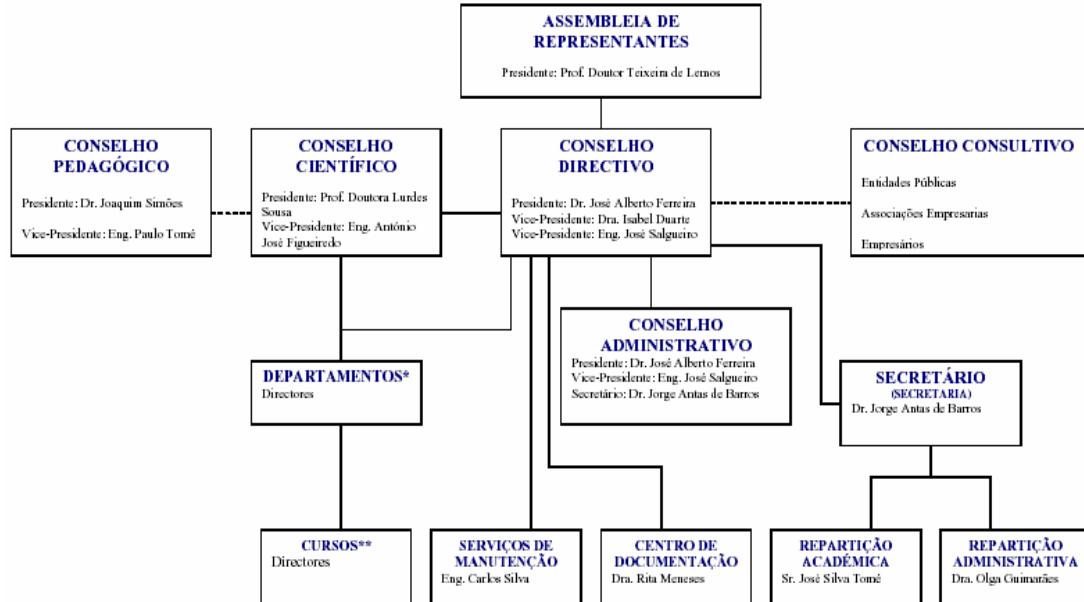 ASSEMBLEIA DE
REPRESENTANTES
Presidente: Prof. Doutor Teixeira de Lemos
CONSELHO
PEDAGÓGICO
Presidente: Dr. Joaquim Simões
Vice-Presidente: Eng. Paulo Tomé
CONSELHO
CIENTÍFICO
Presidente: Prof. Doutora Lurdes
Sousa
Vice-Presidente: Eng. António
José Figueiredo
CONSELHO
DIRECTIVO
Presidente: Dr. José Alberto Ferreira
Vice-Presidente: Dra. Isabel Duarte
Vice-Presidente: Eng. José Salgueiro
CONSELHO CONSULTIVO
Entidades Públicas
Associações Empresarias
Empresários
CONSELHO
ADMINISTRATIVO
Presidente: Dr. José Alberto Ferreira
Vice-Presidente: Eng. José Salgueiro
Secretário: Dr. Jorge Antas de Barros
DEPARTAMENTOS*
Directores
SECRETÁRIO
(SECRETARIA)
Dr. Jorge Antas de Barros
CURSOS**
Directores
SERVIÇOS DE
MANUTENÇÃO
Eng. Carlos Silva
CENTRO DE
DOCUMENTAÇÃO
Dra. Rita Meneses
REPARTIÇÃO
ACADÉMICA
Sr. José Silva Tomé
REPARTIÇÃO
ADMINISTRATIVA
Dra. Olga Guimarães